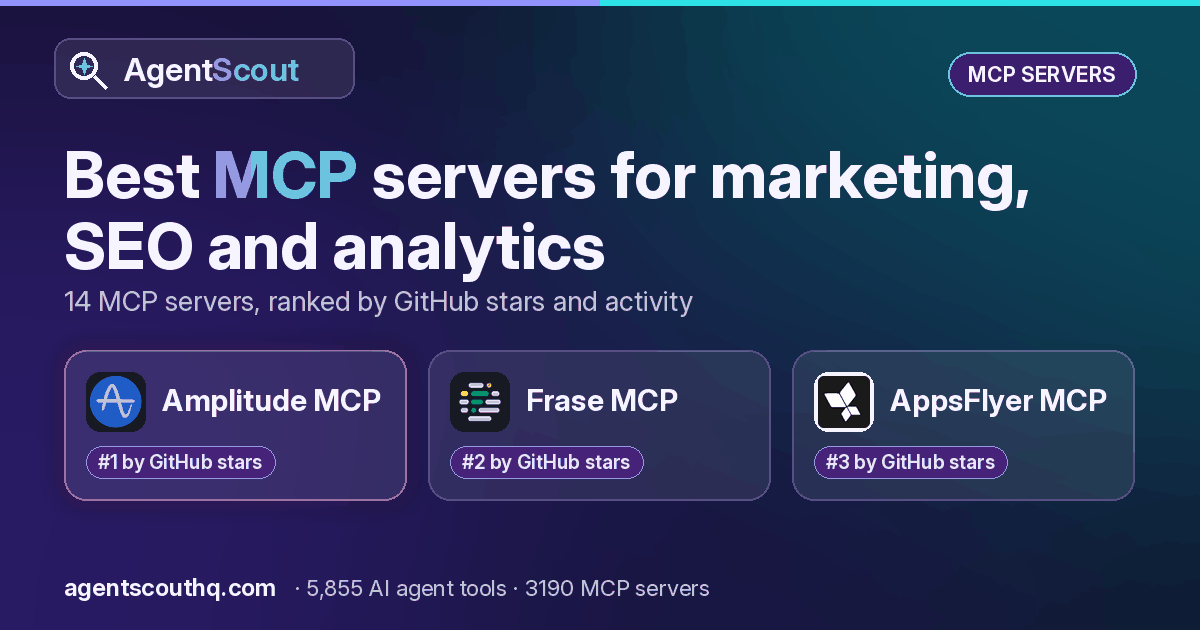 AgentScout
MCP SERVERS
Best MCP servers for marketing,
SEO and analytics
14 MCP servers, ranked by GitHub stars and activity
Amplitude MCP
#1 by GitHub stars
Frase MCP
#2 by GitHub stars
AppsFlyer MCP
#3 by GitHub stars
agentscouthq.com · 5,855 AI agent tools · 3190 MCP servers